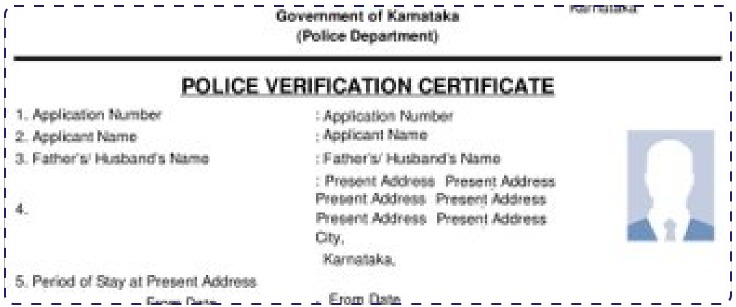 Karnataka
Government of Karnataka
(Police Department)
POLICE VERIFICATION CERTIFICATE
1. Application Number : Application Number
2. Applicant Name : Applicant Name
3. Father's/ Husband's Name : Father's/ Husband's Name
: Present Address Present Address
4. Present Address Present Address
Present Address Present Address
City,
Karnataka,
5. Period of Stay at Present Address
From Date : From Date